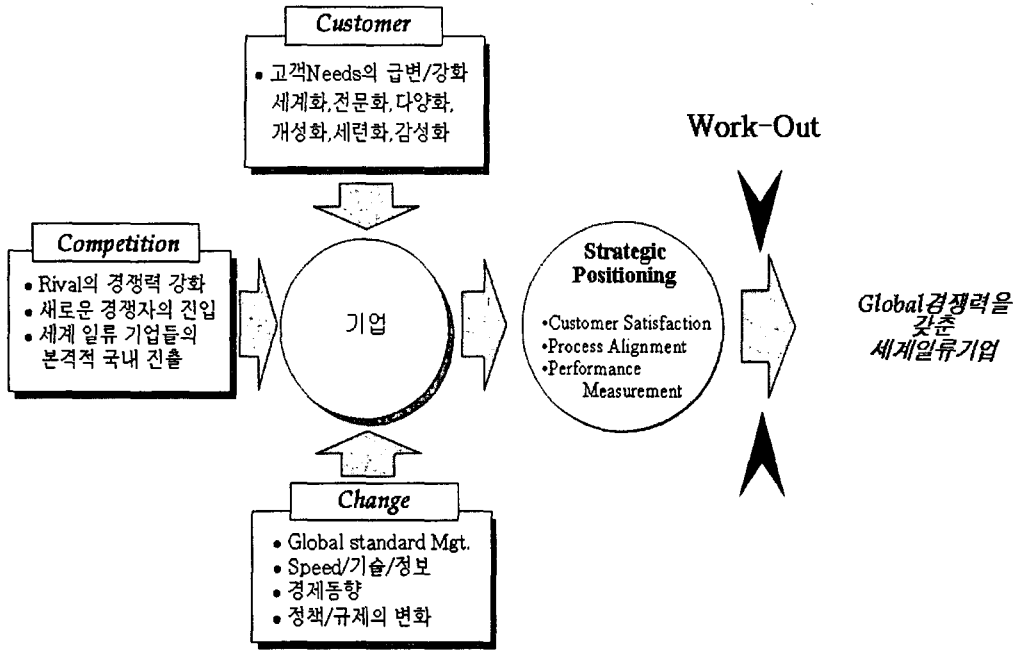 Customer
• 고객Needs의 급변/강화
세계화,전문화,다양화,
개성화,세련화,감성화
Work-Out
Competition
• Rival의 경쟁력 강화
• 새로운 경쟁자의 진입
• 세계 일류 기업들의
본격적 국내 진출
기업
Strategic
Positioning
•Customer Satisfaction
•Process Alignment
•Performance
Measurement
Global경쟁력을
갖춘
세계일류기업
Change
• Global standard Mgt.
• Speed/기술/정보
• 경제동향
• 정책/규제의 변화